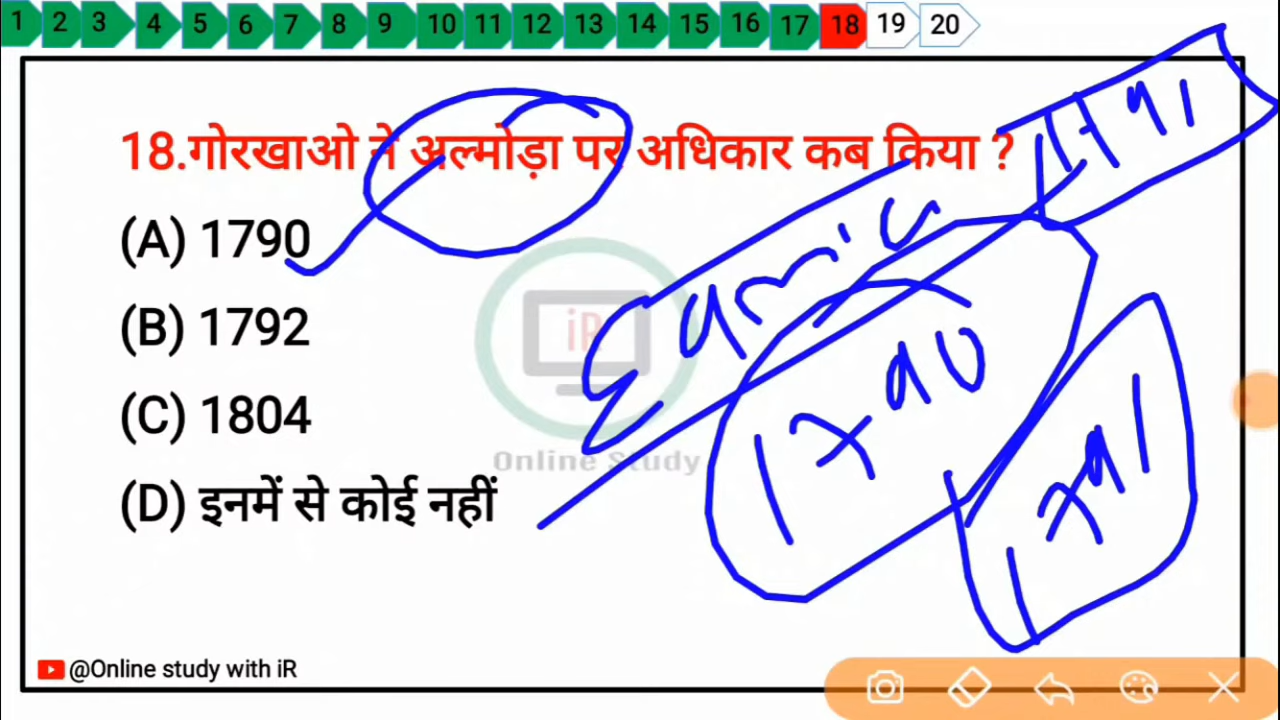 1 2 3 4 5 6 7 8 9 10 11 12 13 14 15 16 17 18 19 20
18.गोरखाओ ने अल्मोड़ा पर अधिकार कब किया ?
1791
(A) 1790
(B) 1792
1790
iR
(C) 1804
1791
Online Study
(D) इनमें से कोई नहीं
@Online study with iR